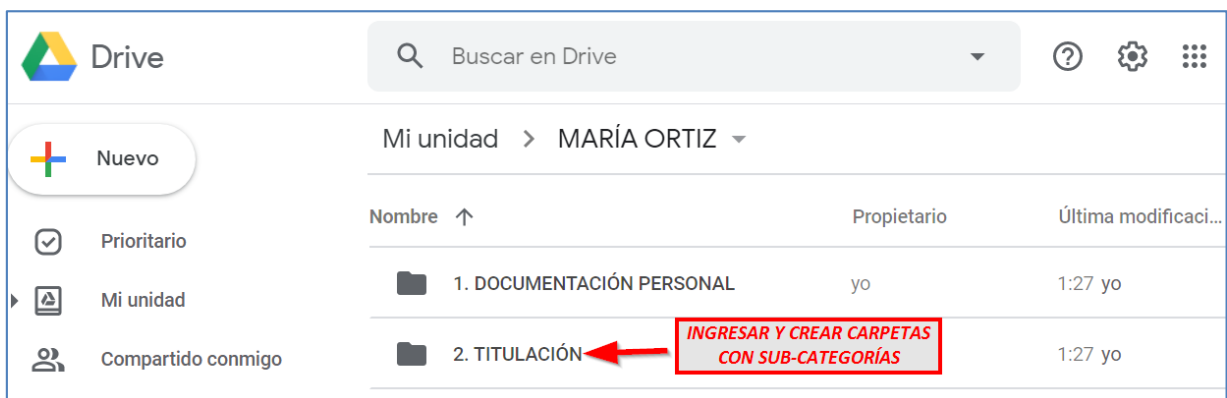 Drive
Buscar en Drive
Nuevo
Mi unidad > MARÍA ORTIZ
Nombre Propietario Última modificaci...
Prioritario
1. DOCUMENTACIÓN PERSONAL yo 1:27 yo
Mi unidad
INGRESAR Y CREAR CARPETAS
CON SUB-CATEGORÍAS
2. TITULACIÓN 1:27 yo
Compartido conmigo